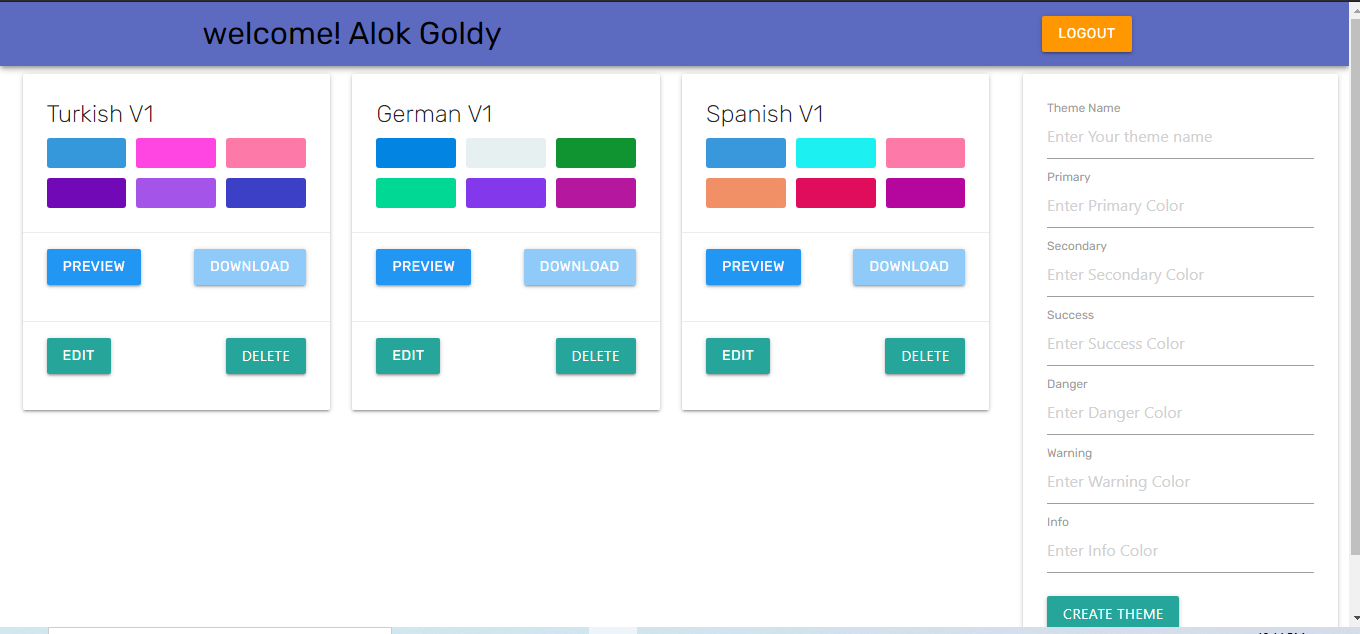 welcome! Alok Goldy
LOGOUT
Turkish V1
PREVIEW
DOWNLOAD
EDIT
DELETE
German V1
PREVIEW
DOWNLOAD
EDIT
DELETE
Spanish V1
PREVIEW
DOWNLOAD
EDIT
DELETE
Theme Name
Enter Your theme name
Primary
Enter Primary Color
Secondary
Enter Secondary Color
Success
Enter Success Color
Danger
Enter Danger Color
Warning
Enter Warning Color
Info
Enter Info Color
CREATE THEME